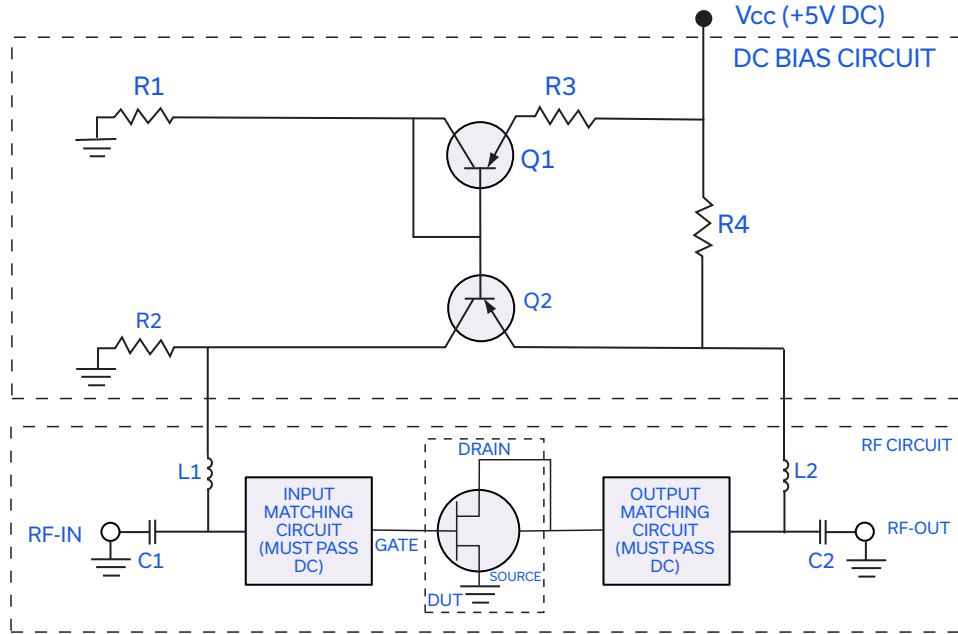 Vcc (+5V DC)
DC BIAS CIRCUIT
R1
R3
Q1
R4
Q2
R2
RF CIRCUIT
DRAIN
L1
L2
INPUT
MATCHING
CIRCUIT
(MUST PASS
DC)
OUTPUT
MATCHING
CIRCUIT
(MUST PASS
DC)
RF-IN
C1
GATE
SOURCE
DUT
C2
RF-OUT